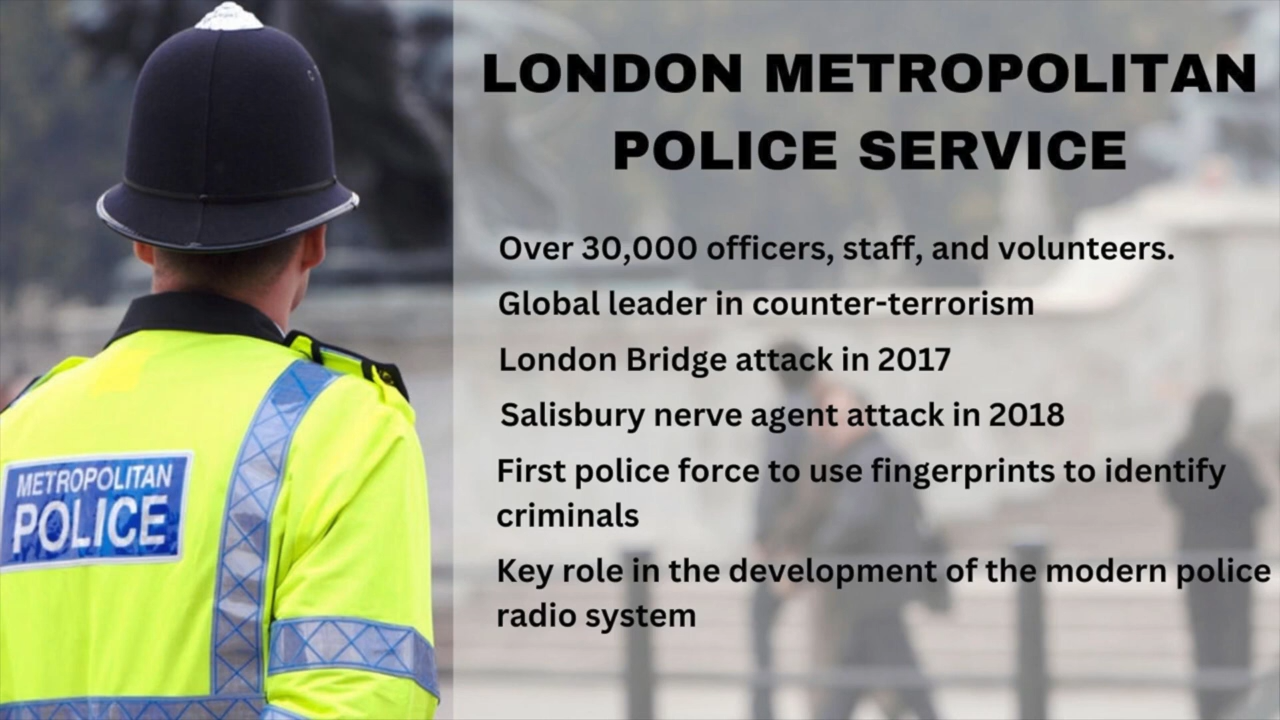 LONDON METROPOLITAN
POLICE SERVICE
Over 30,000 officers, staff, and volunteers.
Global leader in counter-terrorism
London Bridge attack in 2017
Salisbury nerve agent attack in 2018
First police force to use fingerprints to identify
criminals
Key role in the development of the modern police
radio system
METROPOLITAN
POLICE